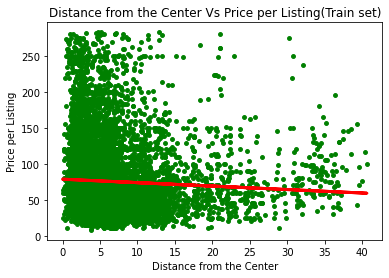 Distance from the Center Vs Price per Listing(Train set)
Price per Listing
250
200
150
100
50
0
0 5 10 15 20 25 30 35 40
Distance from the Center